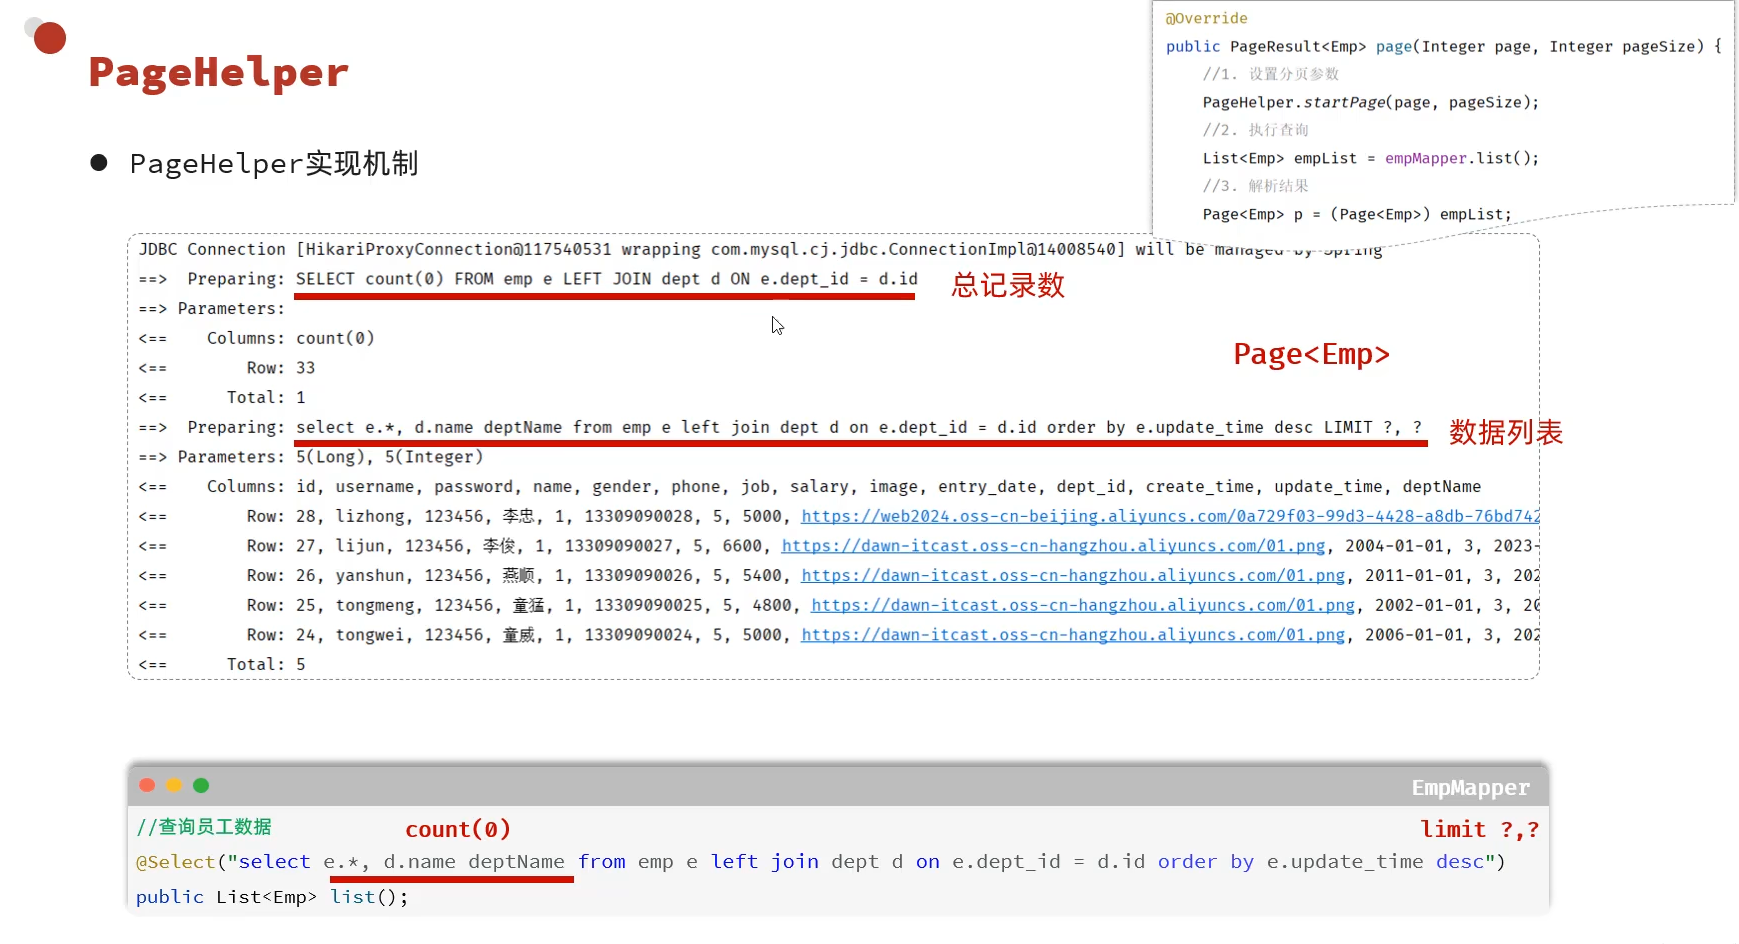 PageHelper
PageHelper实现机制
@Override
public PageResult<Emp> page(Integer page, Integer pageSize) {
//1. 设置分页参数
PageHelper.startPage(page, pageSize);
//2. 执行查询
List<Emp> empList = empMapper.list();
//3. 解析结果
Page<Emp> p = (Page<Emp>) empList;
JDBC Connection [HikariProxyConnection@117540531 wrapping com.mysql.cj.jdbc.ConnectionImpl@14008540] will be managed by Spring
==>  Preparing: SELECT count(0) FROM emp e LEFT JOIN dept d ON e.dept_id = d.id
总记录数
==> Parameters:
<==    Columns: count(0)
Page<Emp>
<==        Row: 33
<==      Total: 1
==>  Preparing: select e.*, d.name deptName from emp e left join dept d on e.dept_id = d.id order by e.update_time desc LIMIT ?, ?
数据列表
==> Parameters: 5(Long), 5(Integer)
<==    Columns: id, username, password, name, gender, phone, job, salary, image, entry_date, dept_id, create_time, update_time, deptName
<==        Row: 28, lizhong, 123456, 李忠, 1, 13309090028, 5, 5000, https://web2024.oss-cn-beijing.aliyuncs.com/0a729f03-99d3-4428-a8db-76bd742
<==        Row: 27, lijun, 123456, 李俊, 1, 13309090027, 5, 6600, https://dawn-itcast.oss-cn-hangzhou.aliyuncs.com/01.png, 2004-01-01, 3, 2023-
<==        Row: 26, yanshun, 123456, 燕顺, 1, 13309090026, 5, 5400, https://dawn-itcast.oss-cn-hangzhou.aliyuncs.com/01.png, 2011-01-01, 3, 202
<==        Row: 25, tongmeng, 123456, 童猛, 1, 13309090025, 5, 4800, https://dawn-itcast.oss-cn-hangzhou.aliyuncs.com/01.png, 2002-01-01, 3, 20
<==        Row: 24, tongwei, 123456, 童威, 1, 13309090024, 5, 5000, https://dawn-itcast.oss-cn-hangzhou.aliyuncs.com/01.png, 2006-01-01, 3, 202
<==      Total: 5
EmpMapper
//查询员工数据
count(0)
limit ?,?
@Select("select e.*, d.name deptName from emp e left join dept d on e.dept_id = d.id order by e.update_time desc")
public List<Emp> list();